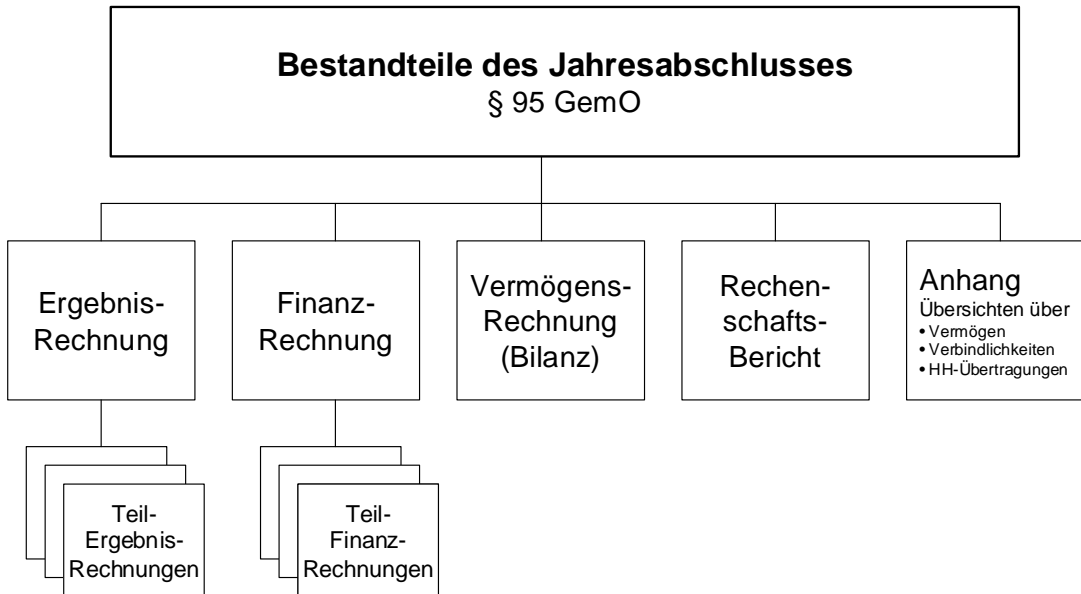 Bestandteile des Jahresabschlusses
§ 95 GemO
Ergebnis-
Rechnung
Finanz-
Rechnung
Vermögens-
Rechnung
(Bilanz)
Rechen-
schafts-
Bericht
Anhang
Übersichten über
• Vermögen
• Verbindlichkeiten
• HH-Übertragungen
Teil-
Ergebnis-
Rechnungen
Teil-
Finanz-
Rechnungen